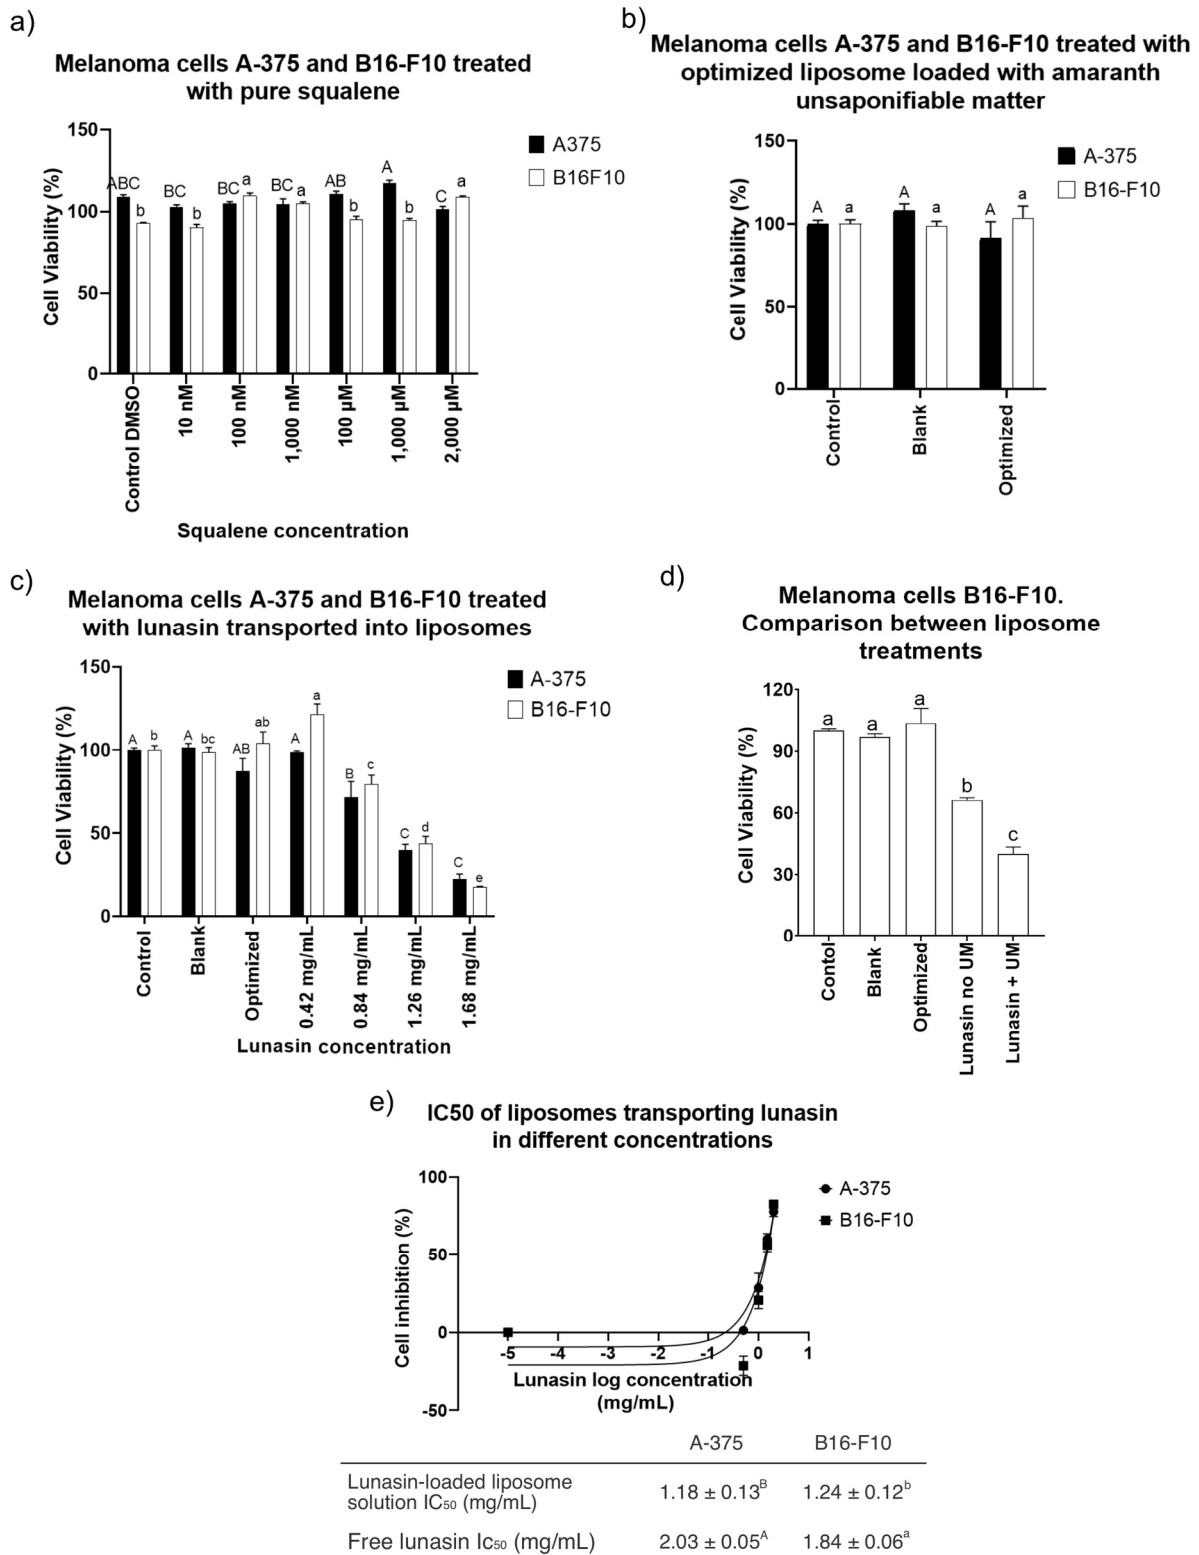 a)
Melanoma cells A-375 and B16-F10 treated
with pure squalene
Cell Viability (%)
150
100
50
0
ABC
b
BC
b
BC
a
BC
a
AB
b
A
b
C
a
A375
B16F10
Control DMSO
10 nM
100 nM
1,000 nM
100 µM
1,000 µM
2,000 µM
Squalene concentration
b)
Melanoma cells A-375 and B16-F10 treated with
optimized liposome loaded with amaranth
unsaponifiable matter
Cell Viability (%)
150
100
50
0
A
a
A
a
A
a
A-375
B16-F10
Control
Blank
Optimized
c)
Melanoma cells A-375 and B16-F10 treated
with lunasin transported into liposomes
Cell Viability (%)
150
100
50
0
A
b
A
bc
AB
ab
A
a
B
c
C
d
C
e
A-375
B16-F10
Control
Blank
Optimized
0.42 mg/mL
0.84 mg/mL
1.26 mg/mL
1.68 mg/mL
Lunasin concentration
d)
Melanoma cells B16-F10.
Comparison between liposome
treatments
Cell Viability (%)
120
90
60
30
0
a
a
a
b
c
Contol
Blank
Optimized
Lunasin no UM
Lunasin + UM
e)
IC50 of liposomes transporting lunasin
in different concentrations
Cell inhibition (%)
100
50
0
-50
-5 -4 -3 -2 -1 0 1
Lunasin log concentration
(mg/mL)
A-375
B16-F10
A-375 B16-F10
Lunasin-loaded liposome
solution IC50 (mg/mL) 1.18 ± 0.13B 1.24 ± 0.12b
Free lunasin Ic50 (mg/mL) 2.03 ± 0.05A 1.84 ± 0.06a